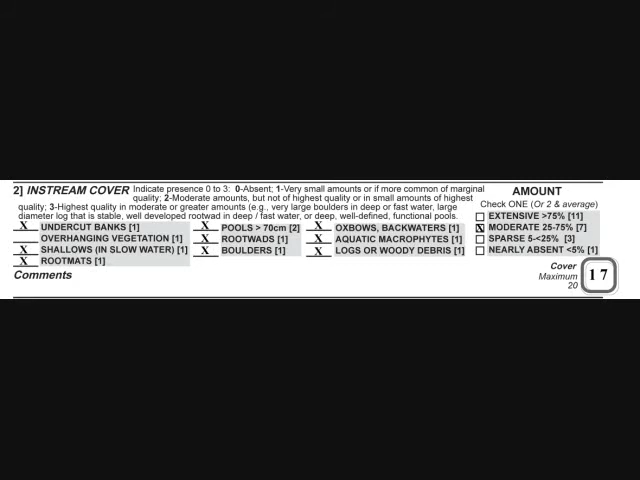 2] INSTREAM COVER Indicate presence 0 to 3: 0-Absent; 1-Very small amounts or if more common of marginal
quality; 2-Moderate amounts, but not of highest quality or in small amounts of highest
quality; 3-Highest quality in moderate or greater amounts (e.g., very large boulders in deep or fast water, large
diameter log that is stable, well developed rootwad in deep / fast water, or deep, well-defined, functional pools.
AMOUNT
Check ONE (Or 2 & average)
X UNDERCUT BANKS [1]
OVERHANGING VEGETATION [1]
X SHALLOWS (IN SLOW WATER) [1]
X ROOTMATS [1]
X POOLS > 70cm [2]
X ROOTWADS [1]
X BOULDERS [1]
X OXBOWS, BACKWATERS [1]
X AQUATIC MACROPHYTES [1]
X LOGS OR WOODY DEBRIS [1]
EXTENSIVE >75% [11]
X MODERATE 25-75% [7]
SPARSE 5-<25% [3]
NEARLY ABSENT <5% [1]
Comments
Cover
Maximum
20
17